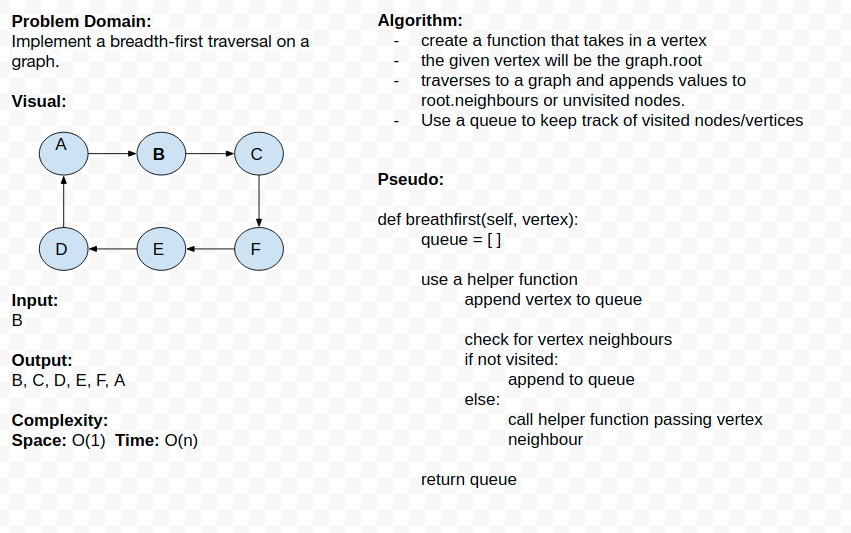 Problem Domain:
Implement a breadth-first traversal on a
graph.
Visual:
A
B
C
D
E
F
Input:
B
Output:
B, C, D, E, F, A
Complexity:
Space: O(1)  Time: O(n)
Algorithm:
- create a function that takes in a vertex
- the given vertex will be the graph.root
- traverses to a graph and appends values to
root.neighbours or unvisited nodes.
- Use a queue to keep track of visited nodes/vertices
Pseudo:
def breathfirst(self, vertex):
queue = [ ]
use a helper function
append vertex to queue
check for vertex neighbours
if not visited:
append to queue
else:
call helper function passing vertex
neighbour
return queue